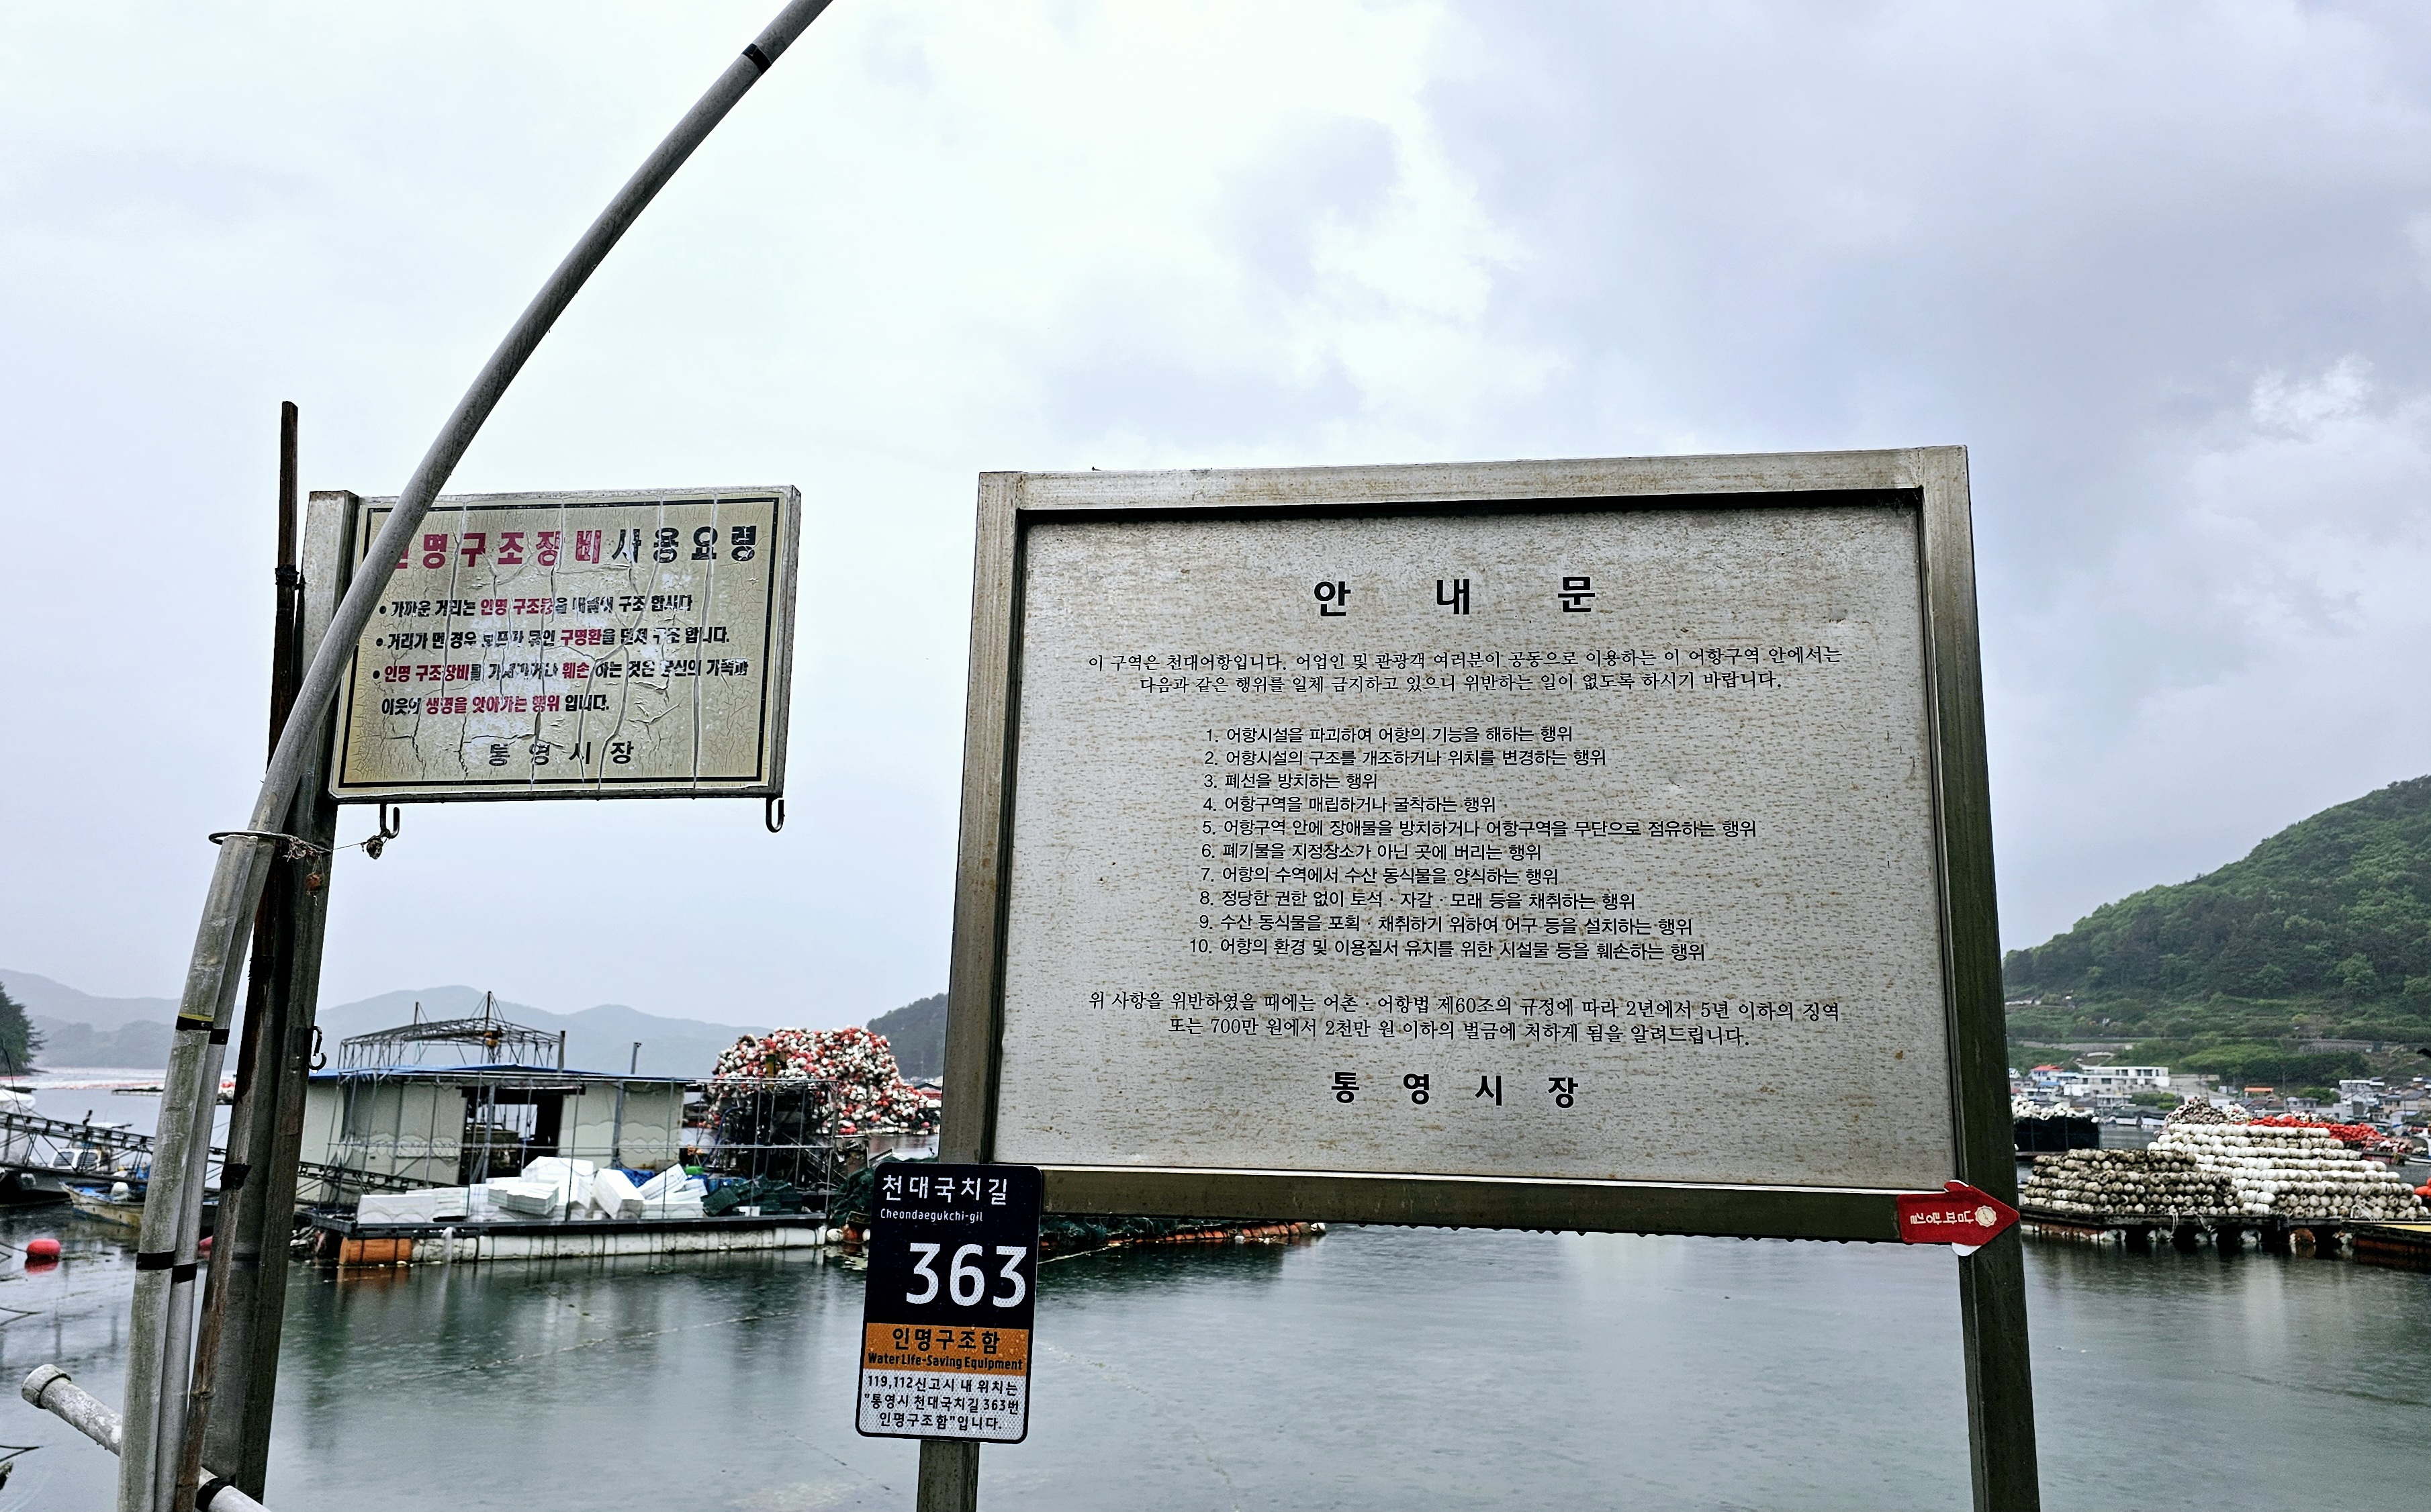 명구조장비사용요령
• 가까운 거리는 인명 구조봉을 구조 합시다
• 거리가 먼 경우 로프가 묶인 구명환을 던져 구조 합니다.
• 인명 구조장비를 훼손 하는 것은 당신의 가족과
이웃의 생명을 앗아가는 행위 입니다.
통영시장
안 내 문
이 구역은 천대어항입니다. 어업인 및 관광객 여러분이 공동으로 이용하는 이 어항구역 안에서는
다음과 같은 행위를 일체 금지하고 있으니 위반하는 일이 없도록 하시기 바랍니다.
1. 어항시설을 파괴하여 어항의 기능을 해하는 행위
2. 어항시설의 구조를 개조하거나 위치를 변경하는 행위
3. 폐선을 방치하는 행위
4. 어항구역을 매립하거나 굴착하는 행위
5. 어항구역 안에 장애물을 방치하거나 어항구역을 무단으로 점유하는 행위
6. 폐기물을 지정장소가 아닌 곳에 버리는 행위
7. 어항의 수역에서 수산 동식물을 양식하는 행위
8. 정당한 권한 없이 토석 · 자갈 · 모래 등을 채취하는 행위
9. 수산 동식물을 포획 · 채취하기 위하여 어구 등을 설치하는 행위
10. 어항의 환경 및 이용질서 유지를 위한 시설물 등을 훼손하는 행위
위 사항을 위반하였을 때에는 어촌 · 어항법 제60조의 규정에 따라 2년에서 5년 이하의 징역
또는 700만 원에서 2천만 원 이하의 벌금에 처하게 됨을 알려드립니다.
통 영 시 장
남파랑길
천대국치길
Cheondaegukchi-gil
363
인명구조함
Water Life-Saving Equipment
119,112신고시 내 위치는
"통영시 천대국치길 363번
인명구조함"입니다.